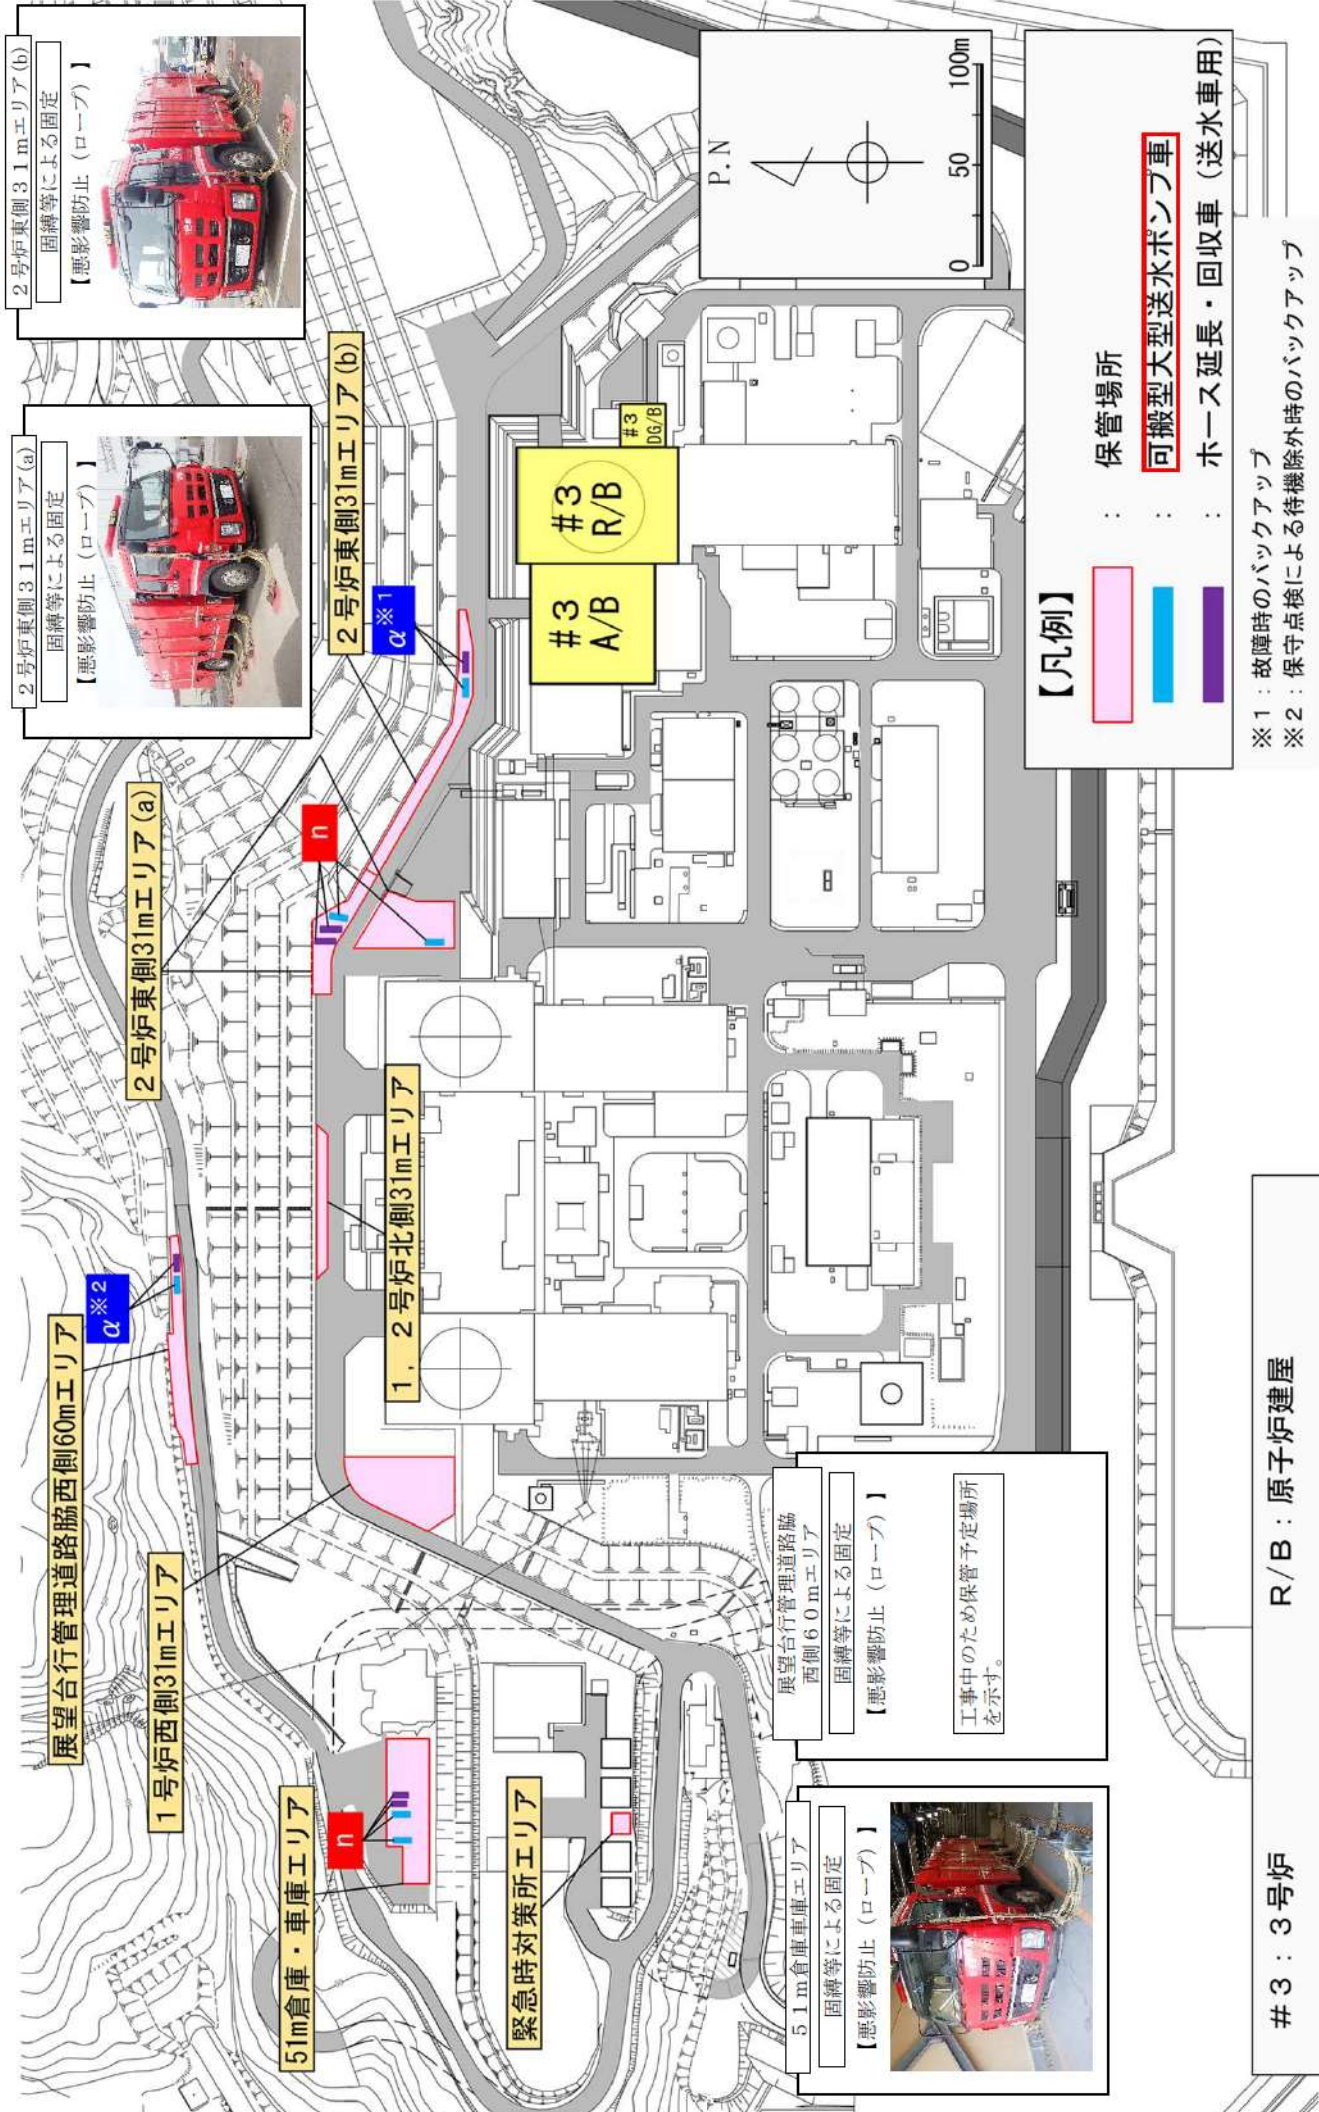 2号炉東側31mエリア(b)
固縛等による固定
【悪影響防止（ロープ）】
2号炉東側31mエリア(a)
固縛等による固定
【悪影響防止（ロープ）】
2号炉東側31mエリア(b)
α※1
2号炉東側31mエリア(a)
n
展望台行管理道路脇西側60mエリア
α※2
1号炉西側31mエリア
1，2号炉北側31mエリア
51m倉庫・車庫エリア
n
緊急時対策所エリア
#3
R/B
#3
A/B
#3
DG/B
P.N
0 50 100m
【凡例】
： 保管場所
： 可搬型大型送水ポンプ車
： ホース延長・回収車（送水車用）
※1：故障時のバックアップ
※2：保守点検による待機除外時のバックアップ
展望台行管理道路脇
西側60mエリア
固縛等による固定
【悪影響防止（ロープ）】
工事中のため保管予定場所
を示す。
51m倉庫車庫エリア
固縛等による固定
【悪影響防止（ロープ）】
#3：3号炉 R/B：原子炉建屋